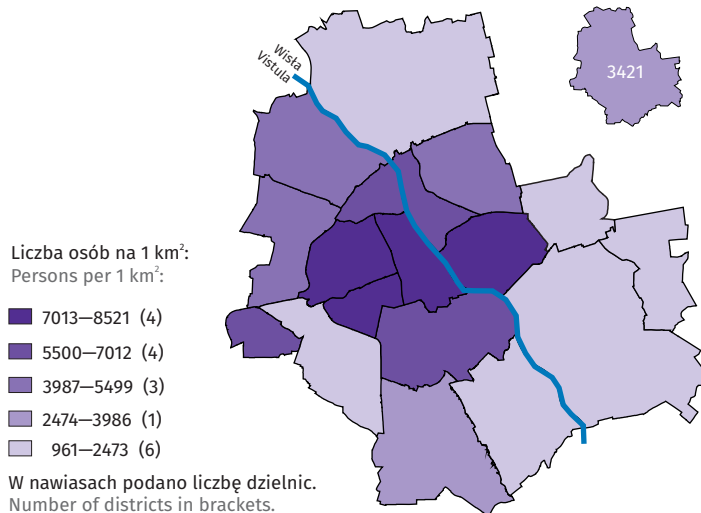 Wisła
Vistula
3421
Liczba osób na 1 km²:
Persons per 1 km²:
7013—8521 (4)
5500—7012 (4)
3987—5499 (3)
2474—3986 (1)
961—2473 (6)
W nawiasach podano liczbę dzielnic.
Number of districts in brackets.